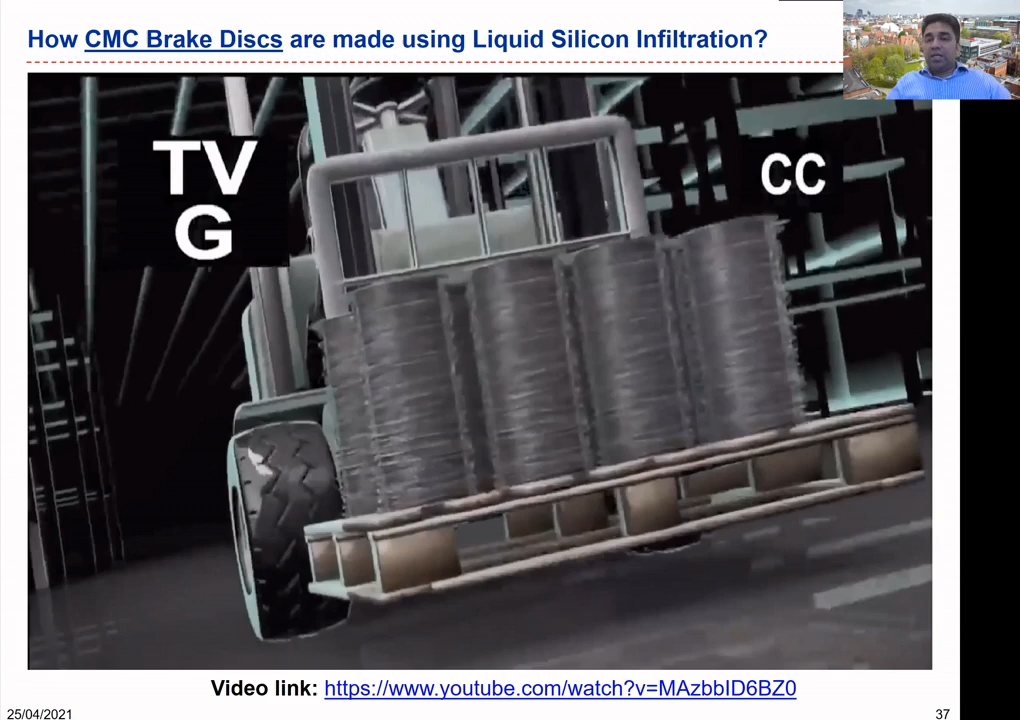 How CMC Brake Discs are made using Liquid Silicon Infiltration?
TV
G
CC
Video link: https://www.youtube.com/watch?v=MAzbbID6BZ0
25/04/2021
37